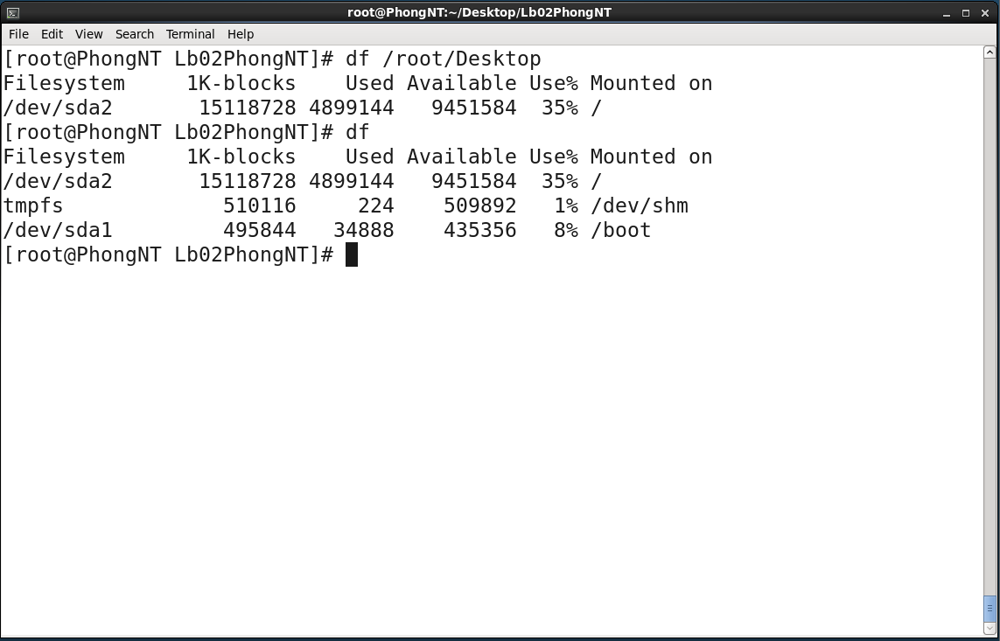 root@PhongNT:~/Desktop/Lb02PhongNT
File Edit View Search Terminal Help
[root@PhongNT Lb02PhongNT]# df /root/Desktop
Filesystem     1K-blocks    Used Available Use% Mounted on
/dev/sda2       15118728 4899144   9451584  35% /
[root@PhongNT Lb02PhongNT]# df
Filesystem     1K-blocks    Used Available Use% Mounted on
/dev/sda2       15118728 4899144   9451584  35% /
tmpfs             510116     224    509892   1% /dev/shm
/dev/sda1         495844   34888    435356   8% /boot
[root@PhongNT Lb02PhongNT]#